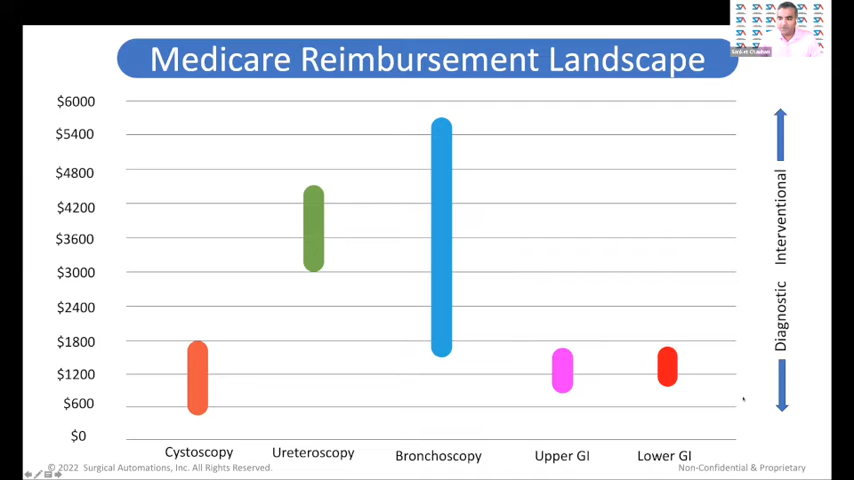 Medicare Reimbursement Landscape
$6000
$5400
$4800
$4200
$3600
$3000
$2400
$1800
$1200
$600
$0
Cystoscopy
Ureteroscopy
Bronchoscopy
Upper GI
Lower GI
Interventional
Diagnostic
© 2022 Surgical Automations, Inc. All Rights Reserved.
Non-Confidential & Proprietary